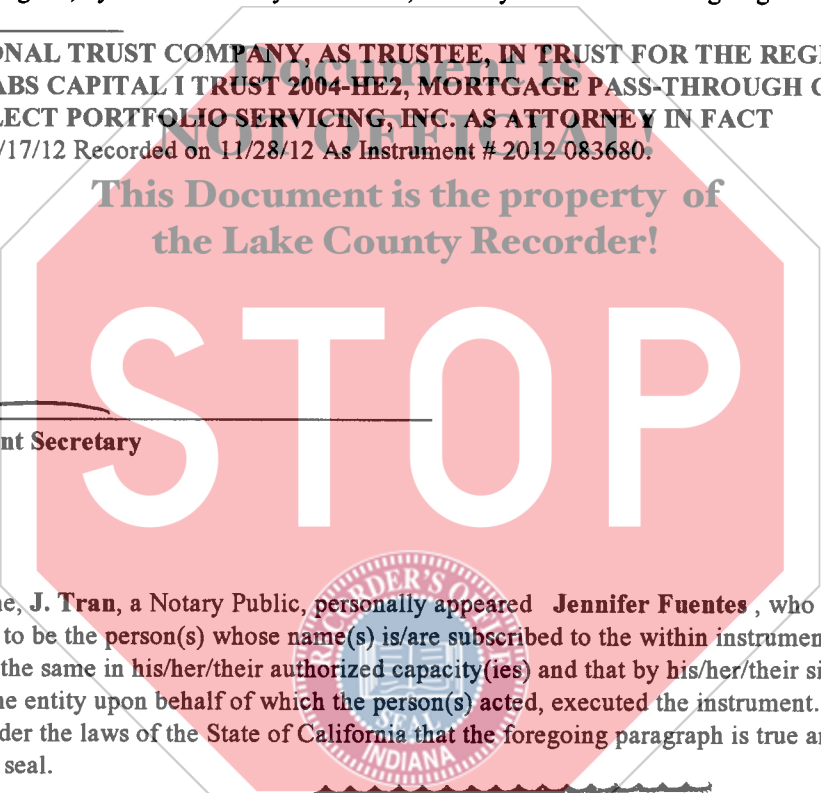 ONAL TRUST COMPANY, AS TRUSTEE, IN TRUST FOR THE REGI
ABS CAPITAL I TRUST 2004-HE2, MORTGAGE PASS-THROUGH C
LECT PORTFOLIO SERVICING, INC. AS ATTORNEY IN FACT
/17/12 Recorded on 11/28/12 As Instrument # 2012 083680.
Document is
NOT OFFICIAL!
This Document is the property of
the Lake County Recorder!
STOP
nt Secretary
ne, J. Tran, a Notary Public, personally appeared Jennifer Fuentes , who
to be the person(s) whose name(s) is/are subscribed to the within instrumen
the same in his/her/their authorized capacity(ies) and that by his/her/their si
ne entity upon behalf of which the person(s) acted, executed the instrument.
der the laws of the State of California that the foregoing paragraph is true a
seal.
RECORDER'S OFFICE
SEAL
INDIANA